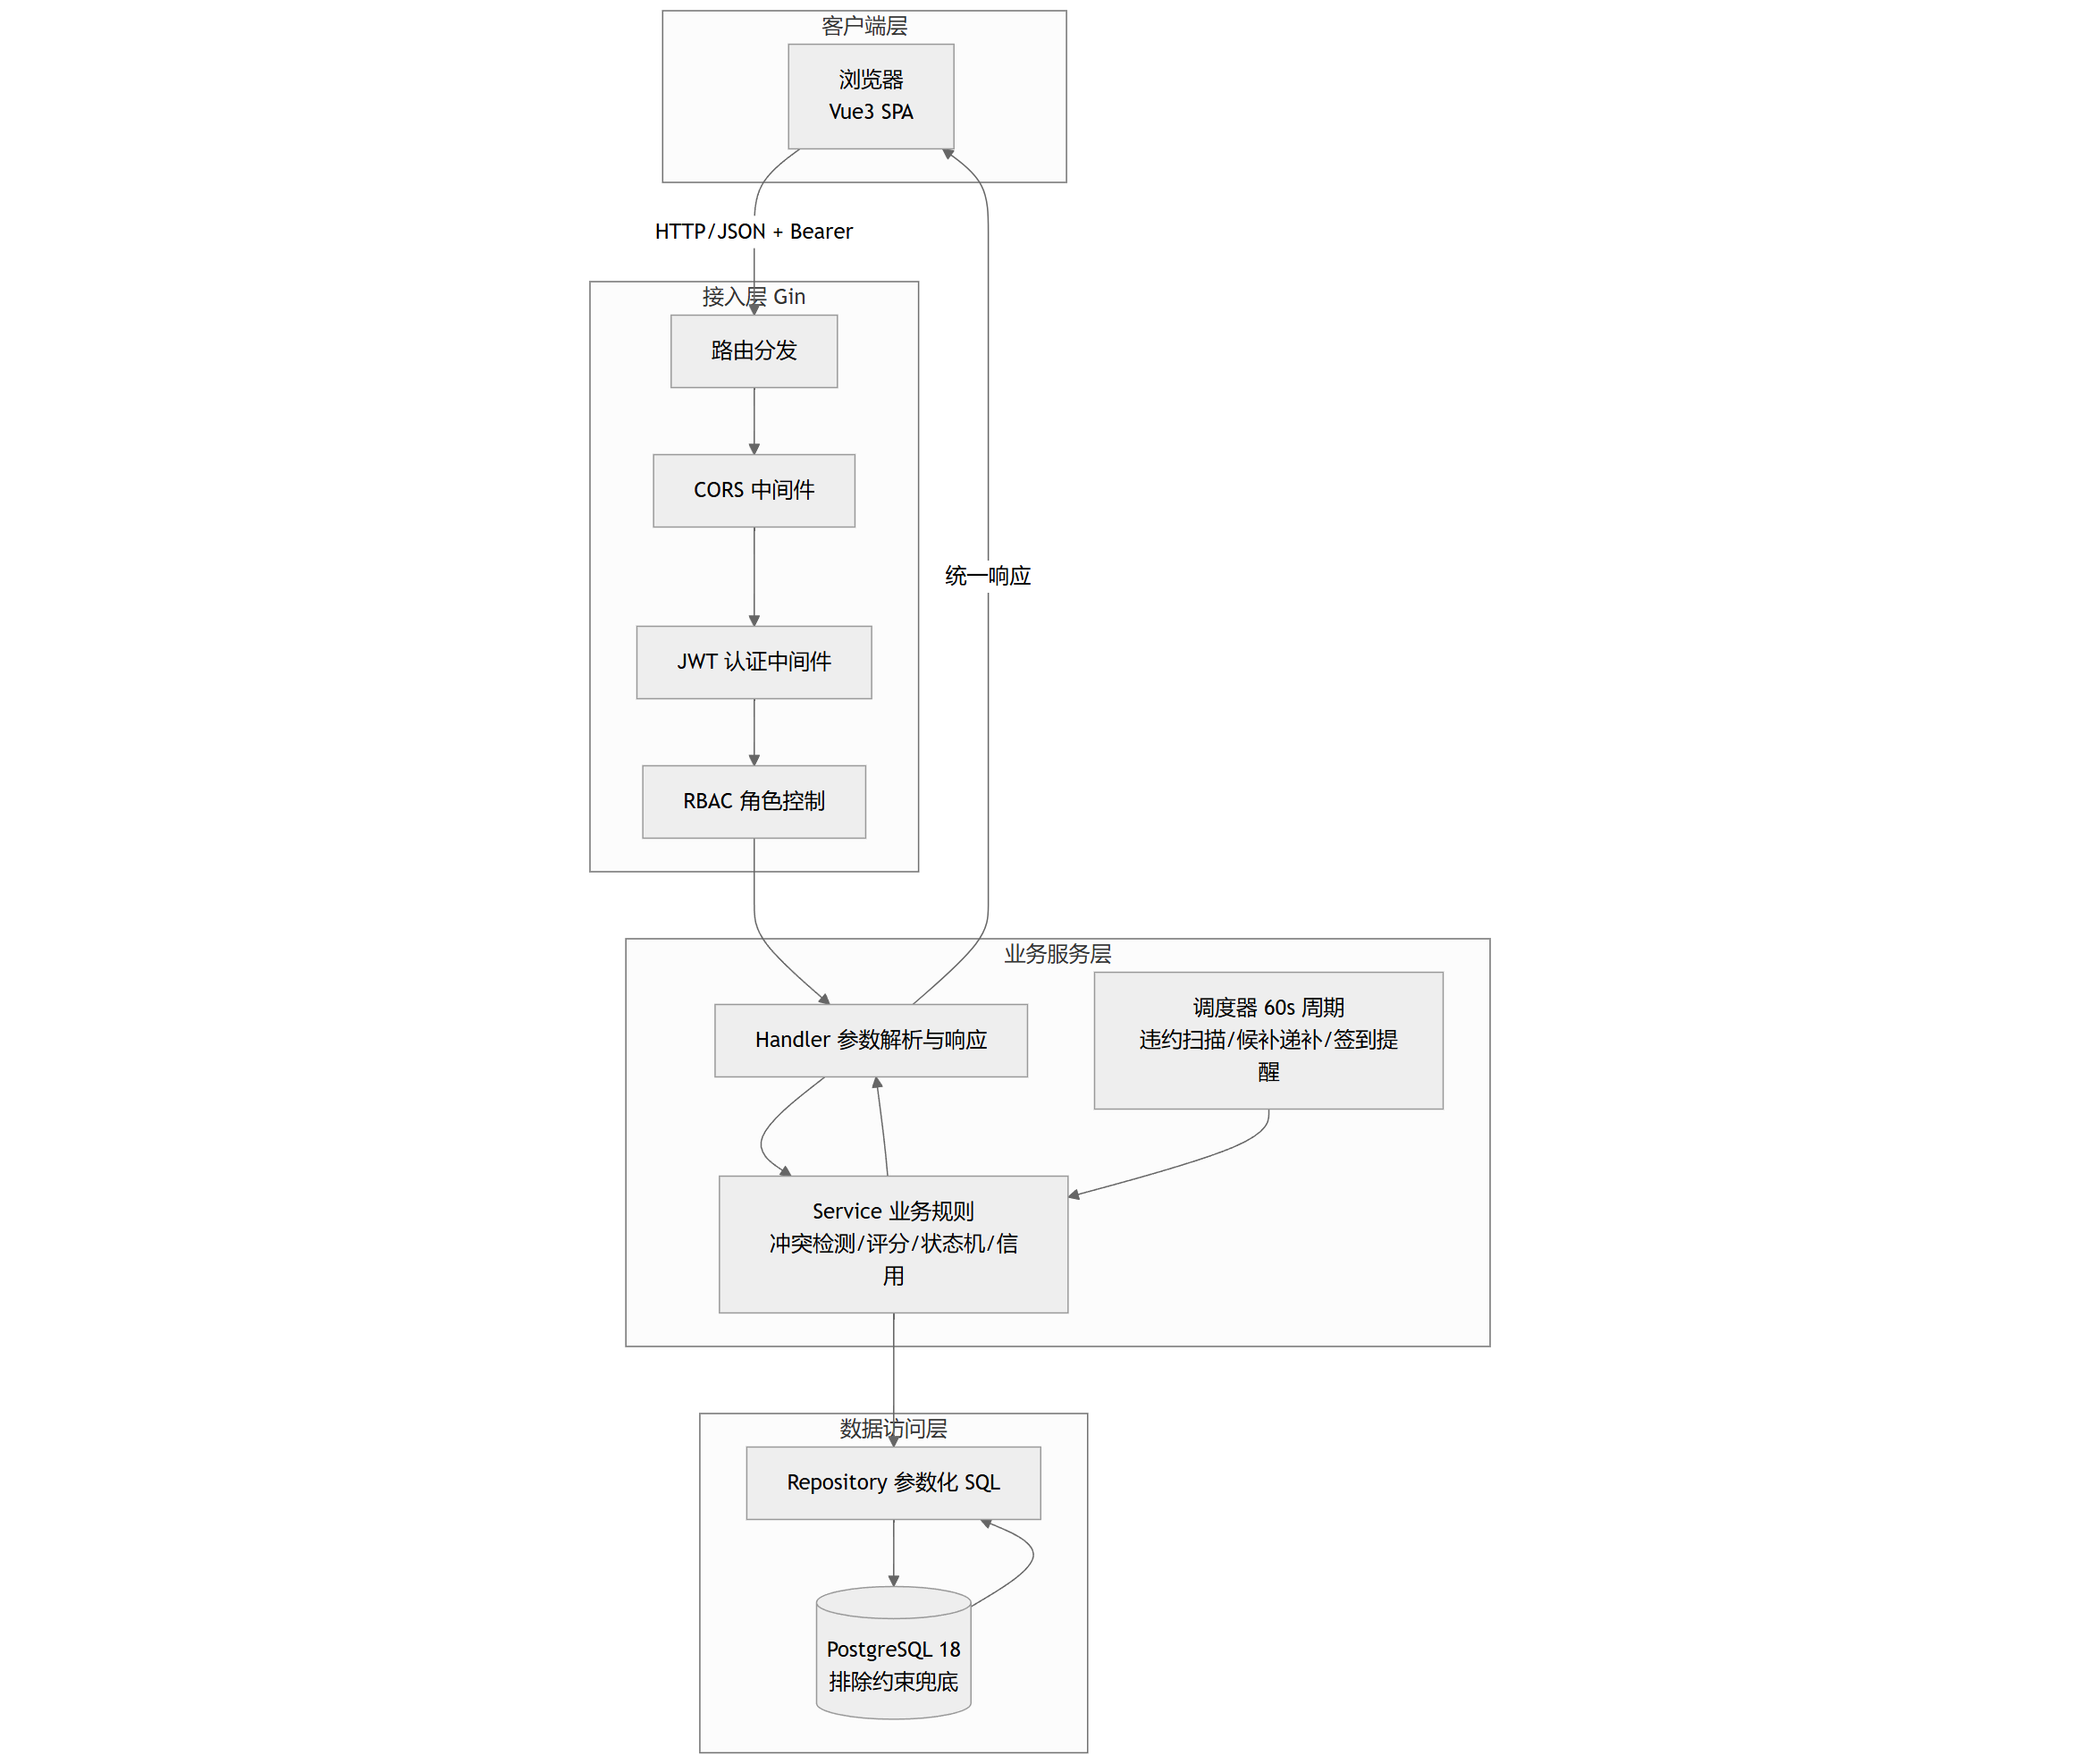 客户端层
浏览器
Vue3 SPA
HTTP/JSON + Bearer
接入层 Gin
路由分发
CORS 中间件
统一响应
JWT 认证中间件
RBAC 角色控制
业务服务层
调度器 60s 周期
违约扫描/候补递补/签到提
醒
Handler 参数解析与响应
Service 业务规则
冲突检测/评分/状态机/信
用
数据访问层
Repository 参数化 SQL
PostgreSQL 18
排除约束兜底